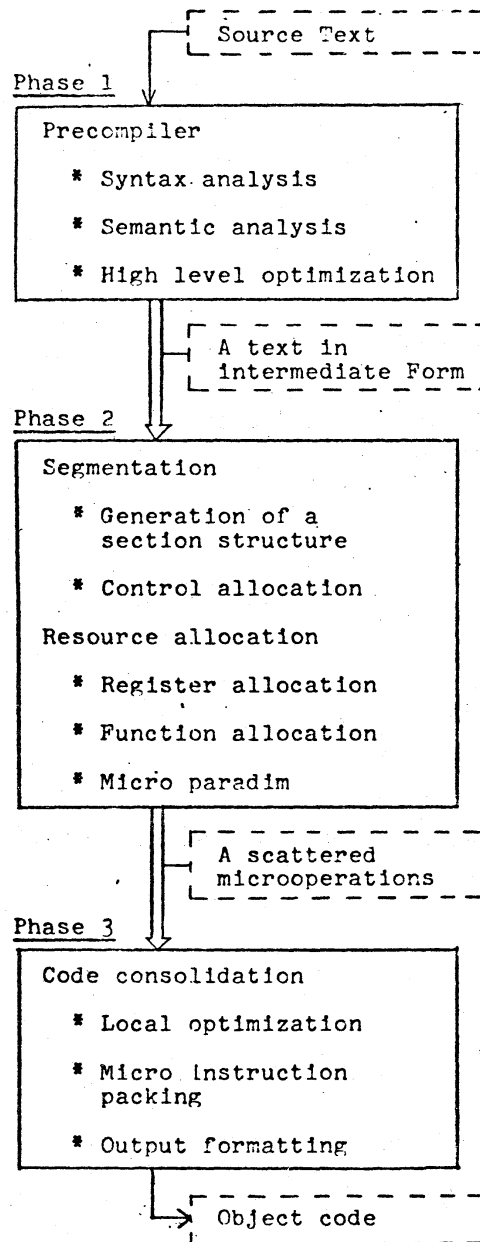 Source Text
Phase 1
Precompiler
* Syntax analysis
* Semantic analysis
* High level optimization
A text in
intermediate Form
Phase 2
Segmentation
* Generation of a
section structure
* Control allocation
Resource allocation
* Register allocation
* Function allocation
* Micro paradim
A scattered
microoperations
Phase 3
Code consolidation
* Local optimization
* Micro instruction
packing
* Output formatting
Object code